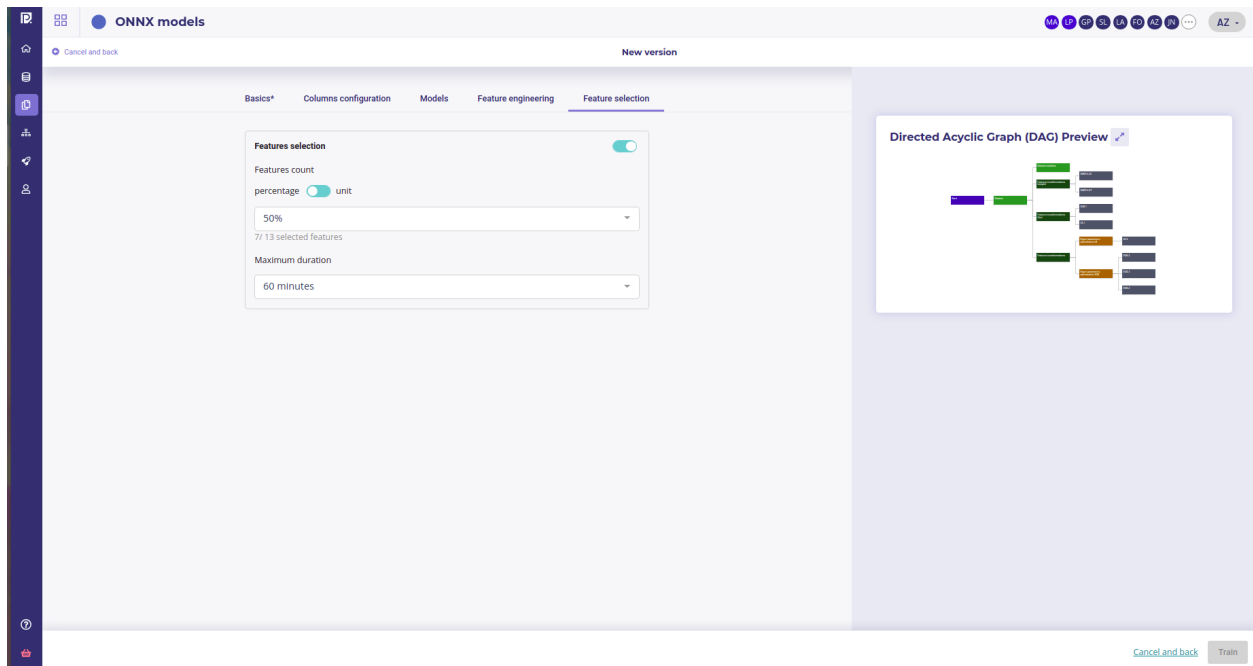 ONNX models
MA LP GP SL LA FO AZ JN ... AZ
Cancel and back
New version
Basics*
Columns configuration
Models
Feature engineering
Feature selection
Features selection
Features count
percentage unit
50%
7/ 13 selected features
Maximum duration
60 minutes
Directed Acyclic Graph (DAG) Preview
Cancel and back
Train